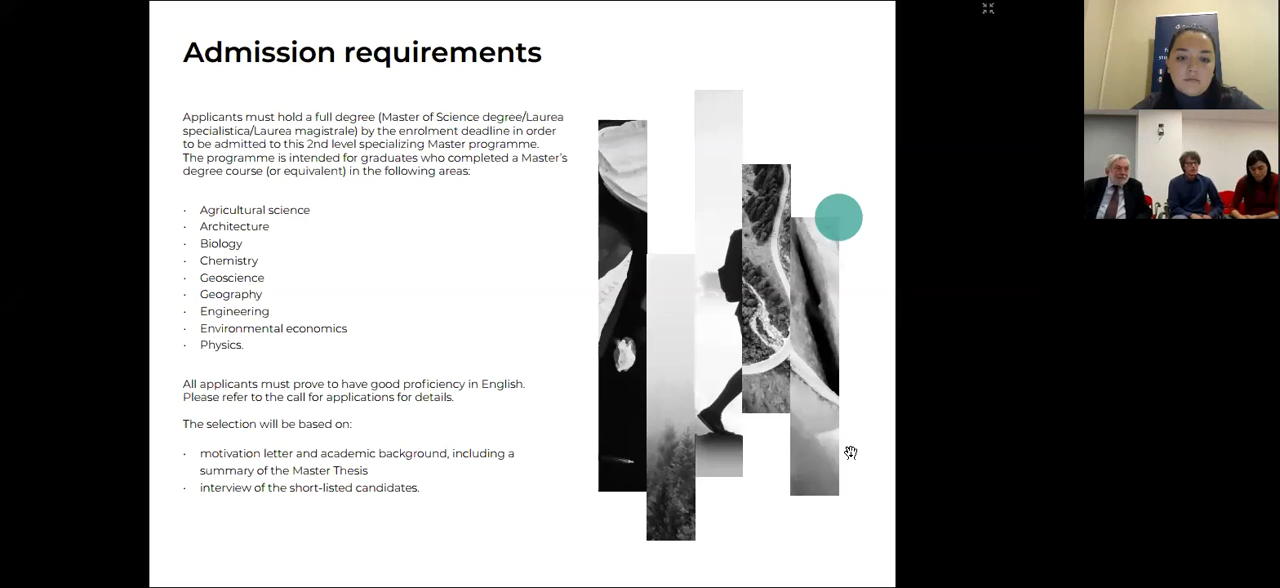 Admission requirements
Applicants must hold a full degree (Master of Science degree/Laurea
specialistica/Laurea magistrale) by the enrolment deadline in order
to be admitted to this 2nd level specializing Master programme.
The programme is intended for graduates who completed a Master's
degree course (or equivalent) in the following areas:
· Agricultural science
· Architecture
· Biology
· Chemistry
· Geoscience
· Geography
· Engineering
· Environmental economics
· Physics.
All applicants must prove to have good proficiency in English.
Please refer to the call for applications for details.
The selection will be based on:
· motivation letter and academic background, including a
summary of the Master Thesis
· interview of the short-listed candidates.